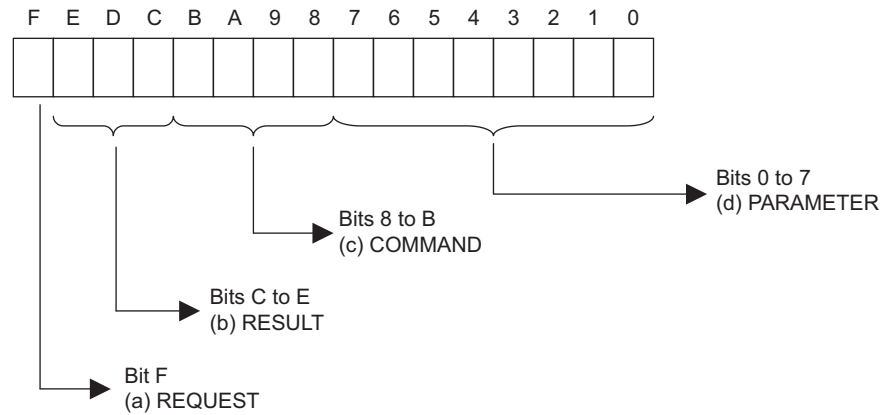 F E D C B A 9 8 7 6 5 4 3 2 1 0
Bits 0 to 7
(d) PARAMETER
Bits 8 to B
(c) COMMAND
Bits C to E
(b) RESULT
Bit F
(a) REQUEST